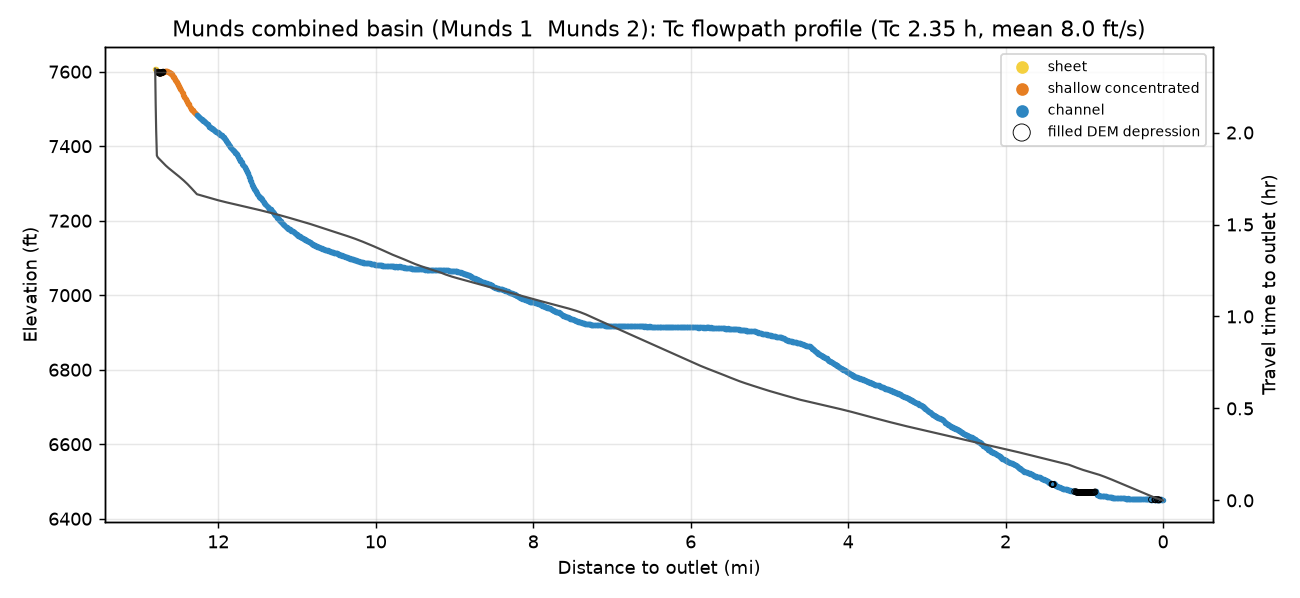 Munds combined basin (Munds 1  Munds 2): Tc flowpath profile (Tc 2.35 h, mean 8.0 ft/s)
sheet
shallow concentrated
channel
filled DEM depression
Elevation (ft)
7600
7400
7200
7000
6800
6600
6400
Travel time to outlet (hr)
2.0
1.5
1.0
0.5
0.0
12 10 8 6 4 2 0
Distance to outlet (mi)